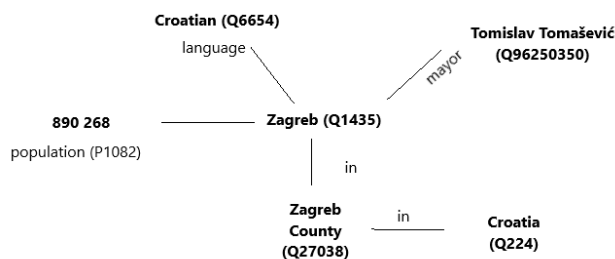 Croatian (Q6654)
language
Tomislav Tomašević
(Q96250350)
mayor
890 268
population (P1082)
Zagreb (Q1435)
in
Zagreb
County
(Q27038)
in
Croatia
(Q224)